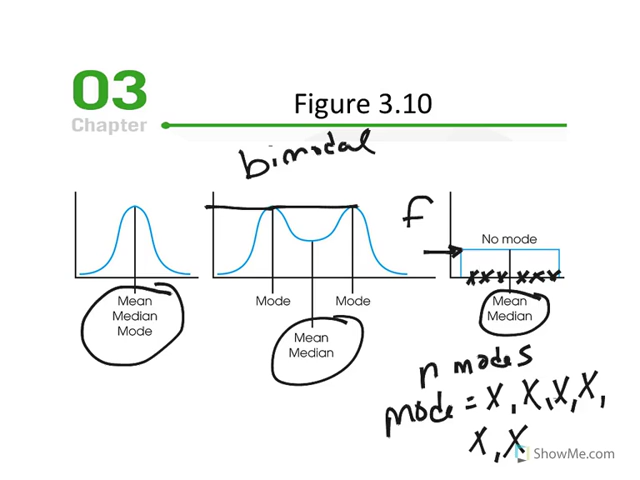 03
Chapter
Figure 3.10
bimodal
f
No mode
Mean
Median
Mode
Mode
Mode
Mean
Median
x x x x x x
Mean
Median
n modes
mode = X, X, X, X,
X, X
ShowMe.com